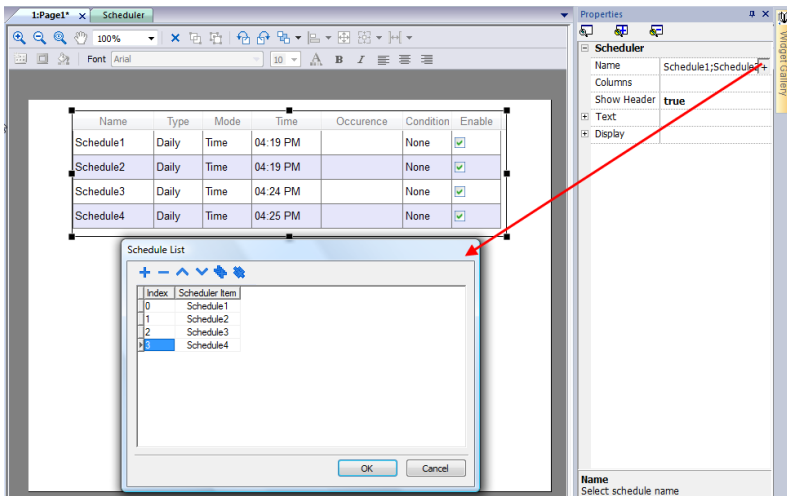 1:Page1* x Scheduler
100%
Font Arial 10 A B I
Name Type Mode Time Occurence Condition Enable
Schedule1 Daily Time 04:19 PM None
Schedule2 Daily Time 04:19 PM None
Schedule3 Daily Time 04:24 PM None
Schedule4 Daily Time 04:25 PM None
Schedule List
Index Scheduler Item
0 Schedule1
1 Schedule2
2 Schedule3
3 Schedule4
OK Cancel
Properties
Scheduler
Name Schedule1;Schedule2 +
Columns
Show Header true
Text
Display
Name
Select schedule name
Widget Gallery